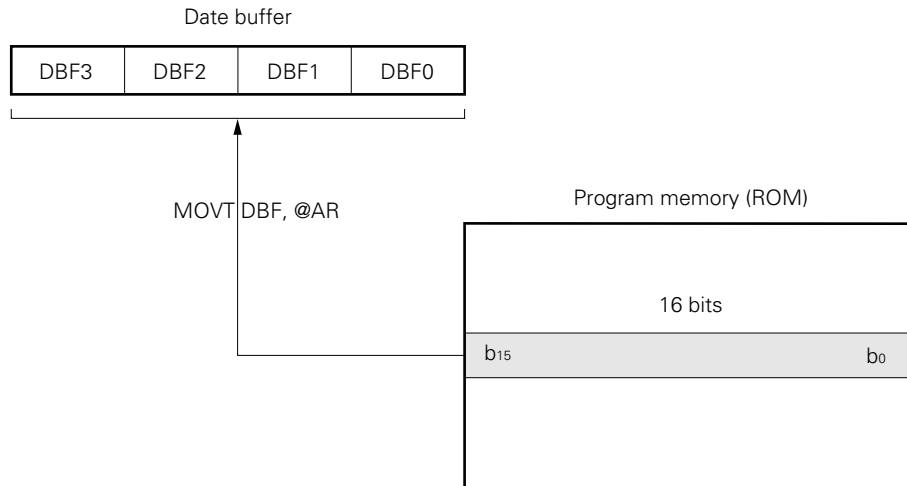 Date buffer
DBF3 DBF2 DBF1 DBF0
MOVT DBF, @AR
Program memory (ROM)
16 bits
b15 b0